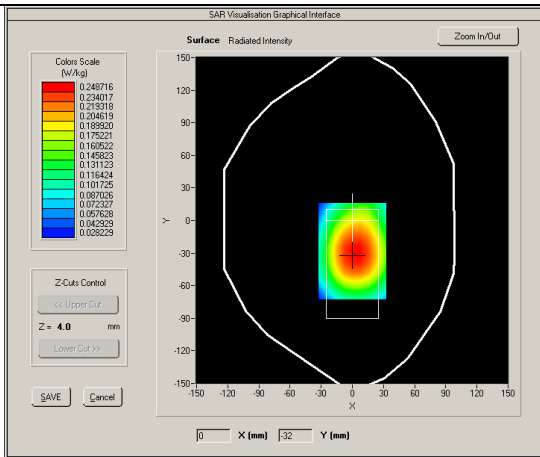 SAR Visualisation Graphical Interface
Surface Radiated Intensity
Zoom In/Out
Colors Scale
(W/kg)
0.248716
0.234017
0.219318
0.204619
0.189920
0.175221
0.160522
0.145823
0.131123
0.116424
0.101725
0.087026
0.072327
0.057628
0.042929
0.028229
150-
120-
90-
60-
30-
0-
-30-
-60-
-90-
-120-
-150-
Y
-150 -120 -90 -60 -30 0 30 60 90 120 150
X
Z-Cuts Control
<< Upper Cut
Z = 4.0 mm
Lower Cut >>
SAVE Cancel
0 X (mm) -32 Y (mm)